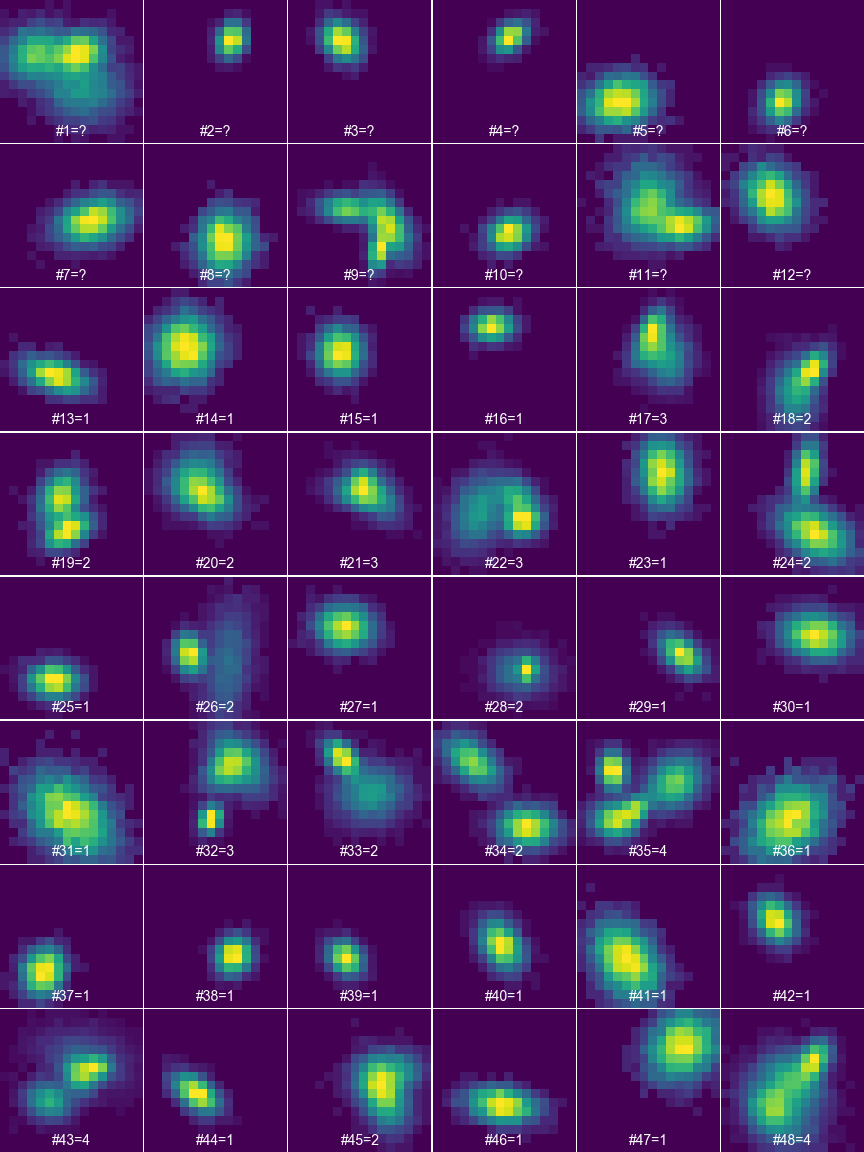 #1=? #2=? #3=? #4=? #5=? #6=?
#7=? #8=? #9=? #10=? #11=? #12=?
#13=1 #14=1 #15=1 #16=1 #17=3 #18=2
#19=2 #20=2 #21=3 #22=3 #23=1 #24=2
#25=1 #26=2 #27=1 #28=2 #29=1 #30=1
#31=1 #32=3 #33=2 #34=2 #35=4 #36=1
#37=1 #38=1 #39=1 #40=1 #41=1 #42=1
#43=4 #44=1 #45=2 #46=1 #47=1 #48=4